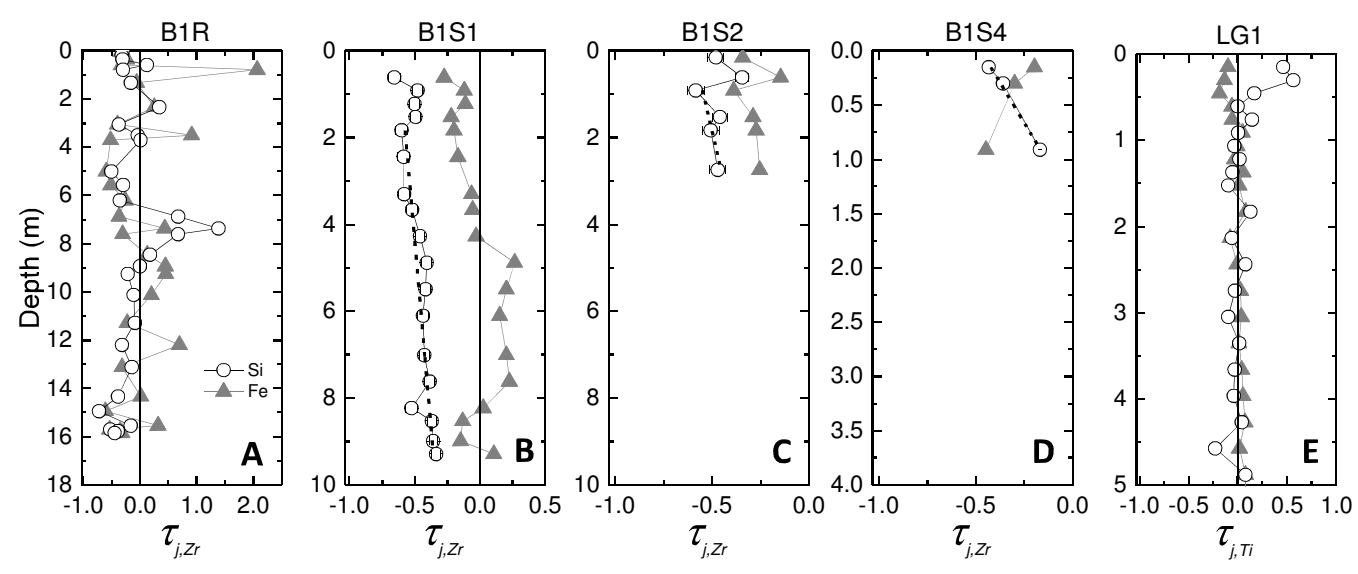 B1R B1S1 B1S2 B1S4 LG1
Depth (m)
0 2 4 6 8 10 12 14 16 18
Si
Fe
A
-1.0 0.0 1.0 2.0
τj,Zr
0 2 4 6 8 10
B
-1.0 -0.5 0.0 0.5
τj,Zr
0 2 4 6 8 10
C
-1.0 -0.5 0.0
τj,Zr
0.0 0.5 1.0 1.5 2.0 2.5 3.0 3.5 4.0
D
-1.0 -0.5 0.0
τj,Zr
0 1 2 3 4 5
E
-1.0 -0.5 0.0 0.5 1.0
τj,Ti